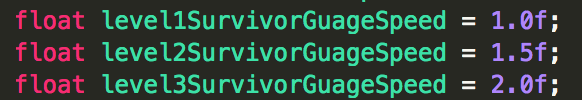 float level1SurvivorGuageSpeed = 1.0f;
float level2SurvivorGuageSpeed = 1.5f;
float level3SurvivorGuageSpeed = 2.0f;